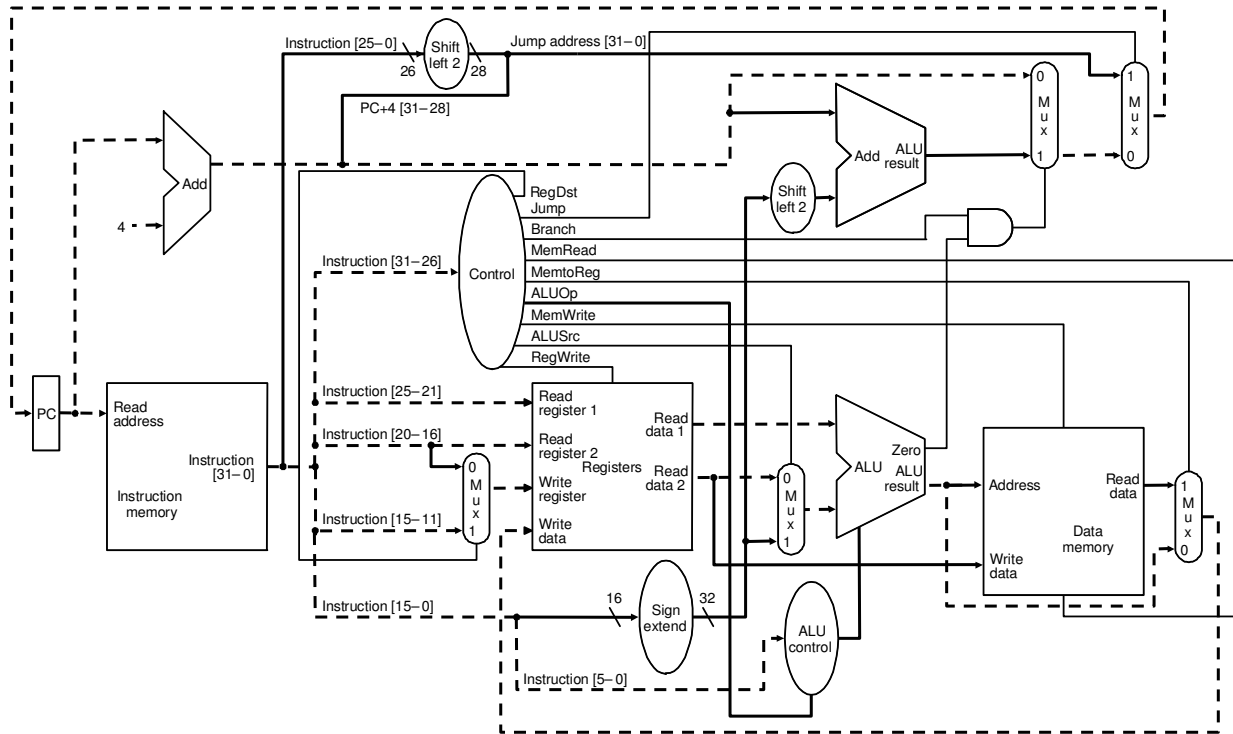 Instruction [25–0]
26
Shift
left 2
28
Jump address [31–0]
PC+4 [31–28]
Add
4
0
M
u
x
1
1
M
u
x
0
Add
ALU
result
Shift
left 2
RegDst
Jump
Branch
MemRead
MemtoReg
ALUOp
MemWrite
ALUSrc
RegWrite
Control
Instruction [31–26]
PC
Read
address
Instruction
[31–0]
Instruction
memory
Instruction [25–21]
Instruction [20–16]
Instruction [15–11]
Instruction [15–0]
0
M
u
x
1
Read
register 1
Read
register 2
Write
register
Write
data
Registers
Read
data 1
Read
data 2
0
M
u
x
1
Zero
ALU
ALU
result
Address
Write
data
Read
data
Data
memory
1
M
u
x
0
16
Sign
extend
32
ALU
control
Instruction [5–0]